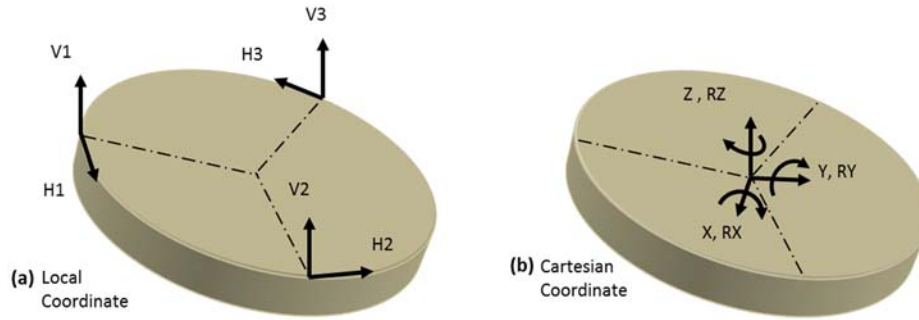 V3
V1
H3
H1
V2
H2
(a) Local
Coordinate
Z , RZ
Y, RY
X, RX
(b) Cartesian
Coordinate